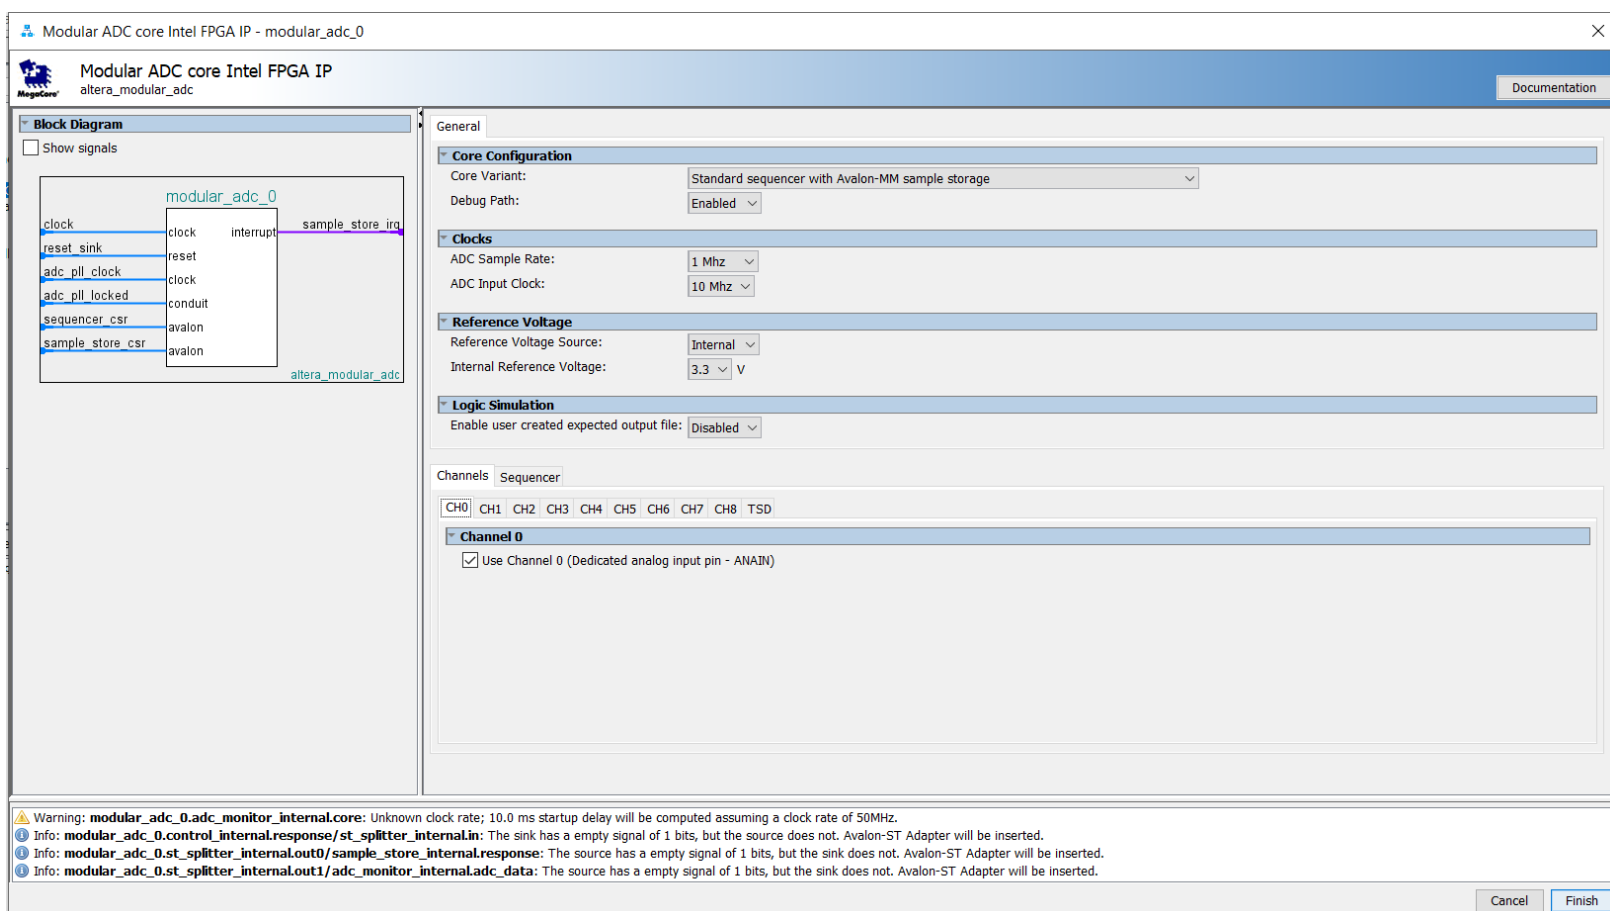 Modular ADC core Intel FPGA IP - modular_adc_0
Modular ADC core Intel FPGA IP
altera_modular_adc
MegaCore®
Documentation
Block Diagram
Show signals
modular_adc_0
clock
clock
interrupt
sample_store_irq
reset_sink
reset
adc_pll_clock
clock
adc_pll_locked
conduit
sequencer_csr
avalon
sample_store_csr
avalon
altera_modular_adc
General
Core Configuration
Core Variant: Standard sequencer with Avalon-MM sample storage
Debug Path: Enabled
Clocks
ADC Sample Rate: 1 Mhz
ADC Input Clock: 10 Mhz
Reference Voltage
Reference Voltage Source: Internal
Internal Reference Voltage: 3.3 V
Logic Simulation
Enable user created expected output file: Disabled
Channels Sequencer
CH0 CH1 CH2 CH3 CH4 CH5 CH6 CH7 CH8 TSD
Channel 0
Use Channel 0 (Dedicated analog input pin - ANAIN)
Warning: modular_adc_0.adc_monitor_internal.core: Unknown clock rate; 10.0 ms startup delay will be computed assuming a clock rate of 50MHz.
Info: modular_adc_0.control_internal.response/st_splitter_internal.in: The sink has a empty signal of 1 bits, but the source does not. Avalon-ST Adapter will be inserted.
Info: modular_adc_0.st_splitter_internal.out0/sample_store_internal.response: The source has a empty signal of 1 bits, but the sink does not. Avalon-ST Adapter will be inserted.
Info: modular_adc_0.st_splitter_internal.out1/adc_monitor_internal.adc_data: The source has a empty signal of 1 bits, but the sink does not. Avalon-ST Adapter will be inserted.
Cancel Finish